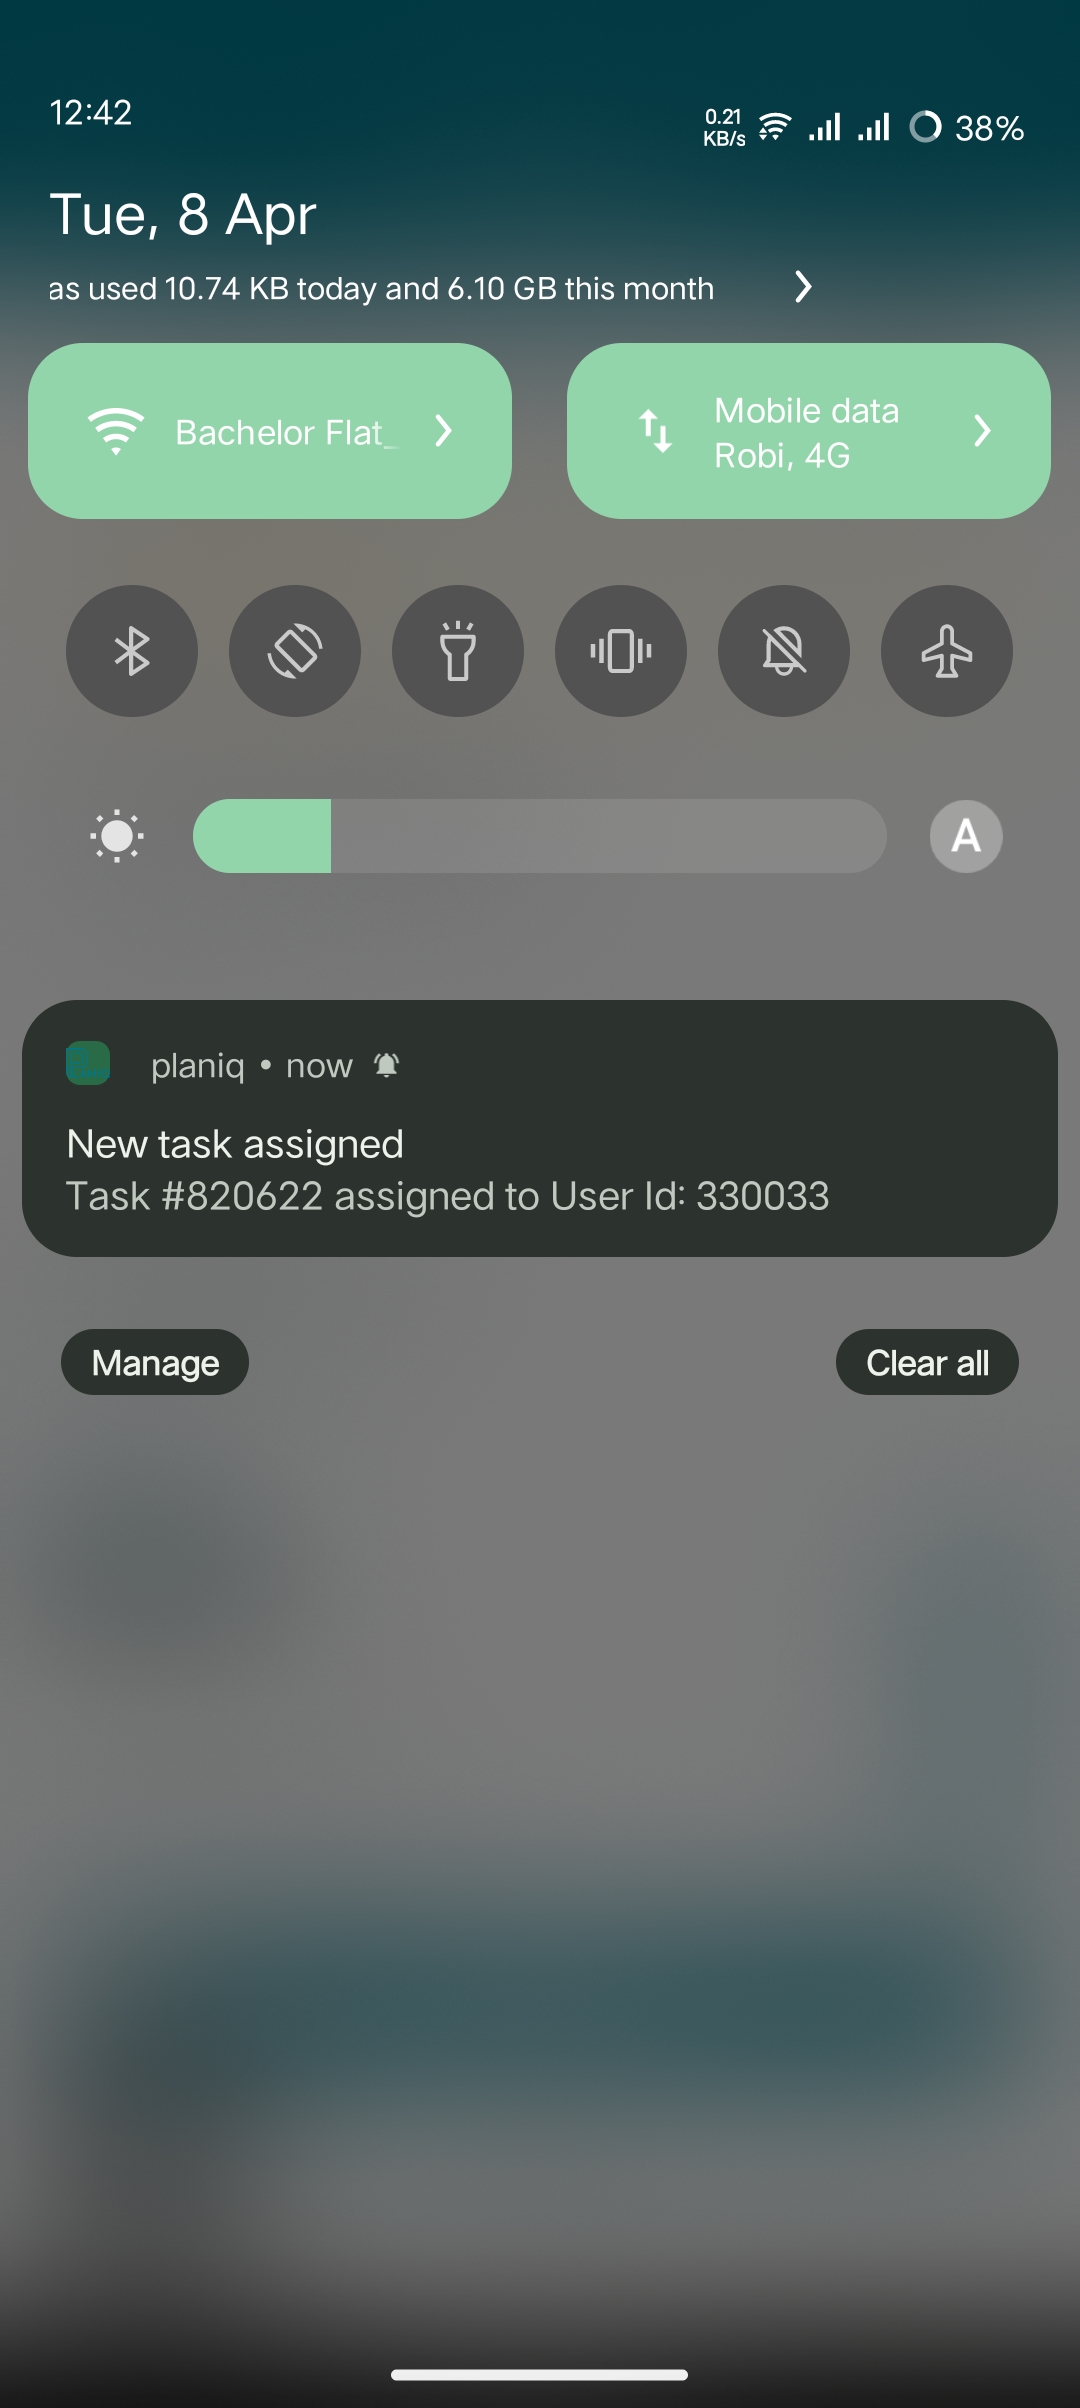 12:42
0.21
KB/s
38%
Tue, 8 Apr
as used 10.74 KB today and 6.10 GB this month
Bachelor Flat_
Mobile data
Robi, 4G
A
planiq • now
New task assigned
Task #820622 assigned to User Id: 330033
Manage
Clear all